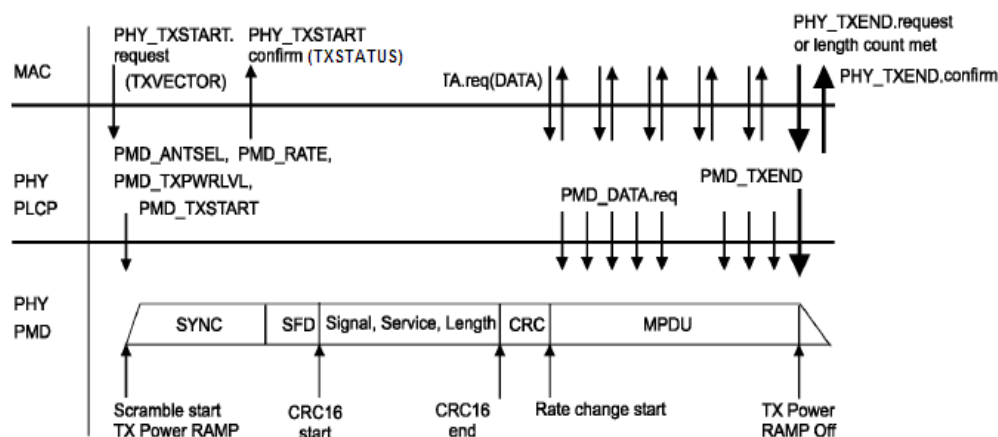 PHY_TXSTART.
request
(TXVECTOR)
PHY_TXSTART
confirm (TXSTATUS)
PHY_TXEND.request
or length count met
MAC
TA.req(DATA)
PHY_TXEND.confirm
PMD_ANTSEL, PMD_RATE,
PMD_TXPWRLVL,
PMD_TXSTART
PHY
PLCP
PMD_DATA.req
PMD_TXEND
PHY
PMD
SYNC
SFD
Signal, Service, Length
CRC
MPDU
Scramble start
TX Power RAMP
CRC16
start
CRC16
end
Rate change start
TX Power
RAMP Off